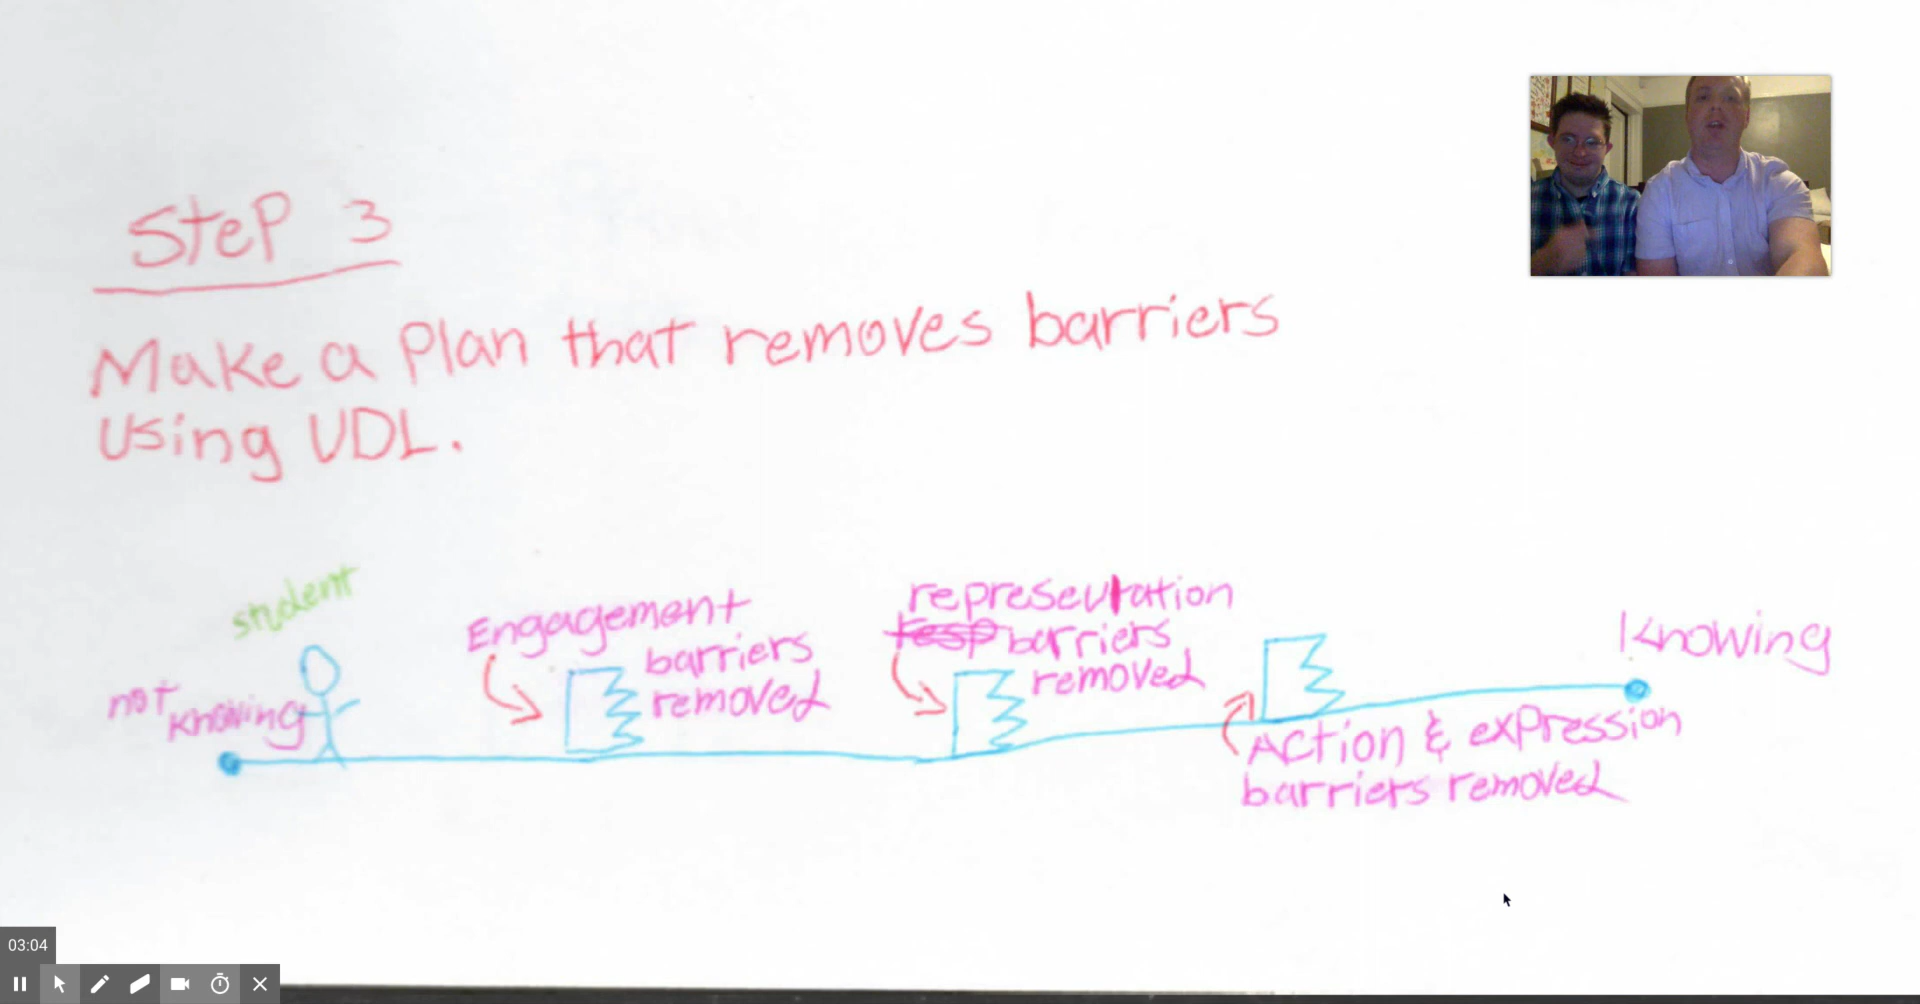 Step 3
Make a Plan that removes barriers
Using UDL.
student
not
knowing
Engagement
barriers
removed
representation
resp barriers
removed
Knowing
Action & expression
barriers removed
03:04